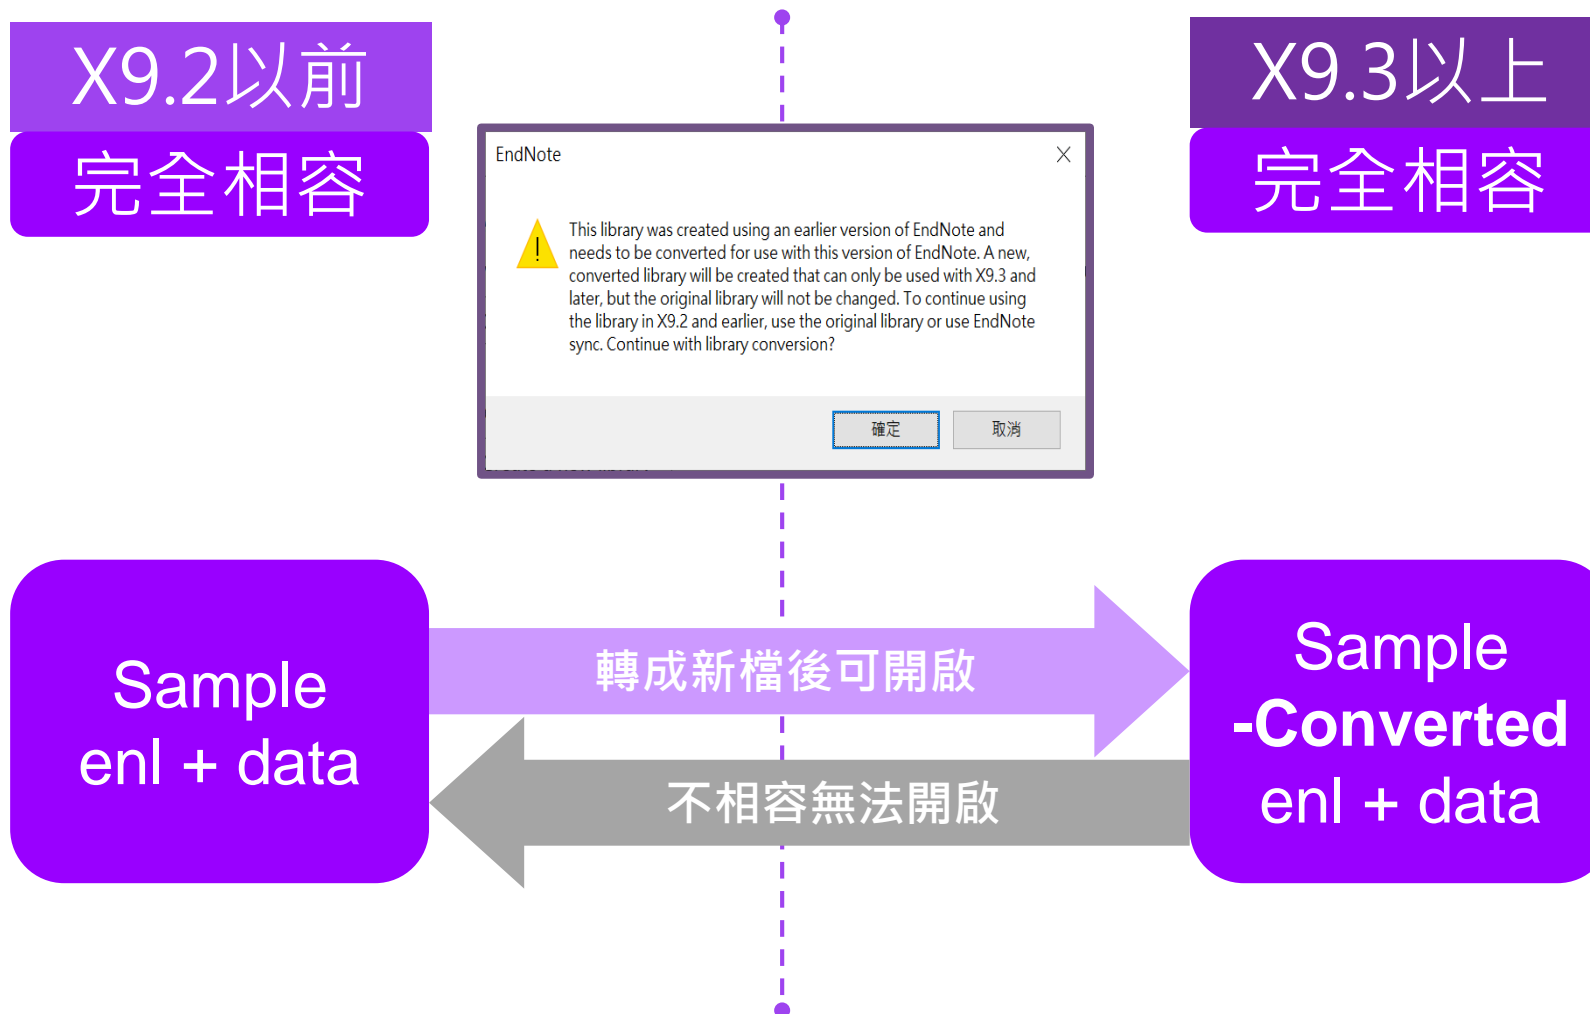 X9.2以前
完全相容
X9.3以上
完全相容
EndNote
This library was created using an earlier version of EndNote and
needs to be converted for use with this version of EndNote. A new,
converted library will be created that can only be used with X9.3 and
later, but the original library will not be changed. To continue using
the library in X9.2 and earlier, use the original library or use EndNote
sync. Continue with library conversion?
確定
取消
Sample
enl + data
轉成新檔後可開啟
不相容無法開啟
Sample
-Converted
enl + data